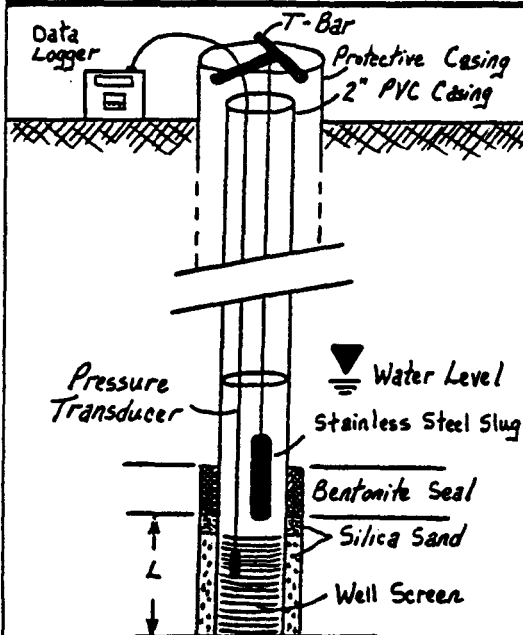 T-Bar
Data
Logger
Protective Casing
2" PVC Casing
Pressure
Transducer
Water Level
Stainless Steel Slug
Bentonite Seal
Silica Sand
L
Well Screen